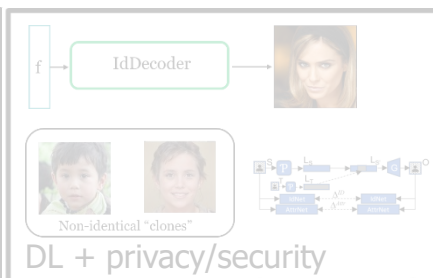 f
IdDecoder
S
P
L
G
O
Non-identical "clones"
DL + privacy/security